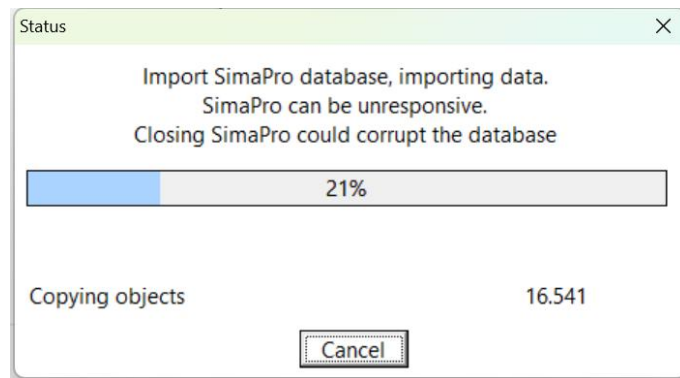 Status
Import SimaPro database, importing data.
SimaPro can be unresponsive.
Closing SimaPro could corrupt the database
21%
Copying objects 16.541
Cancel